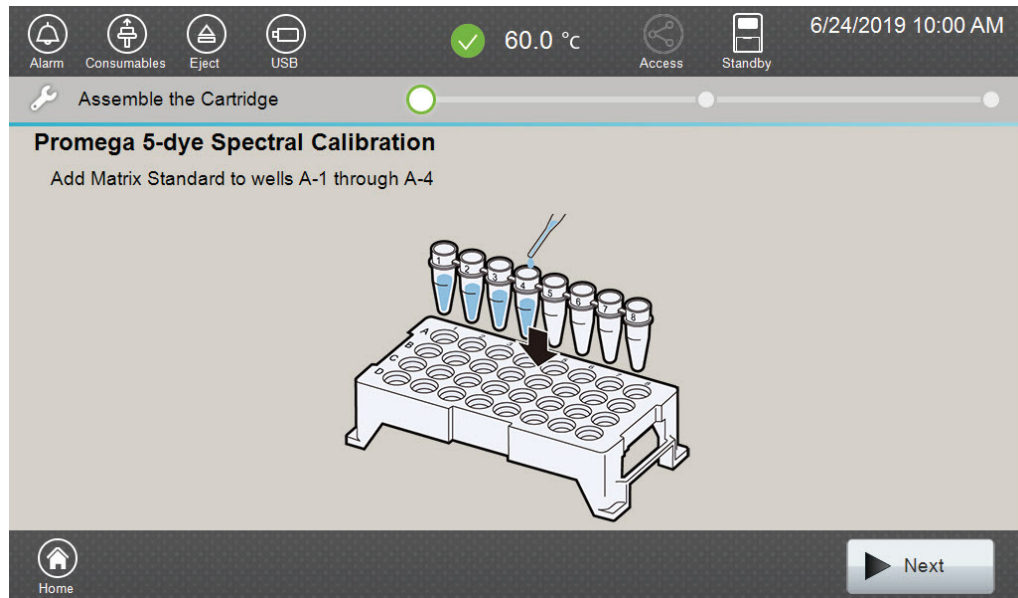 6/24/2019 10:00 AM
60.0 °c
Alarm Consumables Eject USB Access Standby
Assemble the Cartridge
Promega 5-dye Spectral Calibration
Add Matrix Standard to wells A-1 through A-4
1 2 3 4 5 6 7 8
A
B
C
D
Next
Home